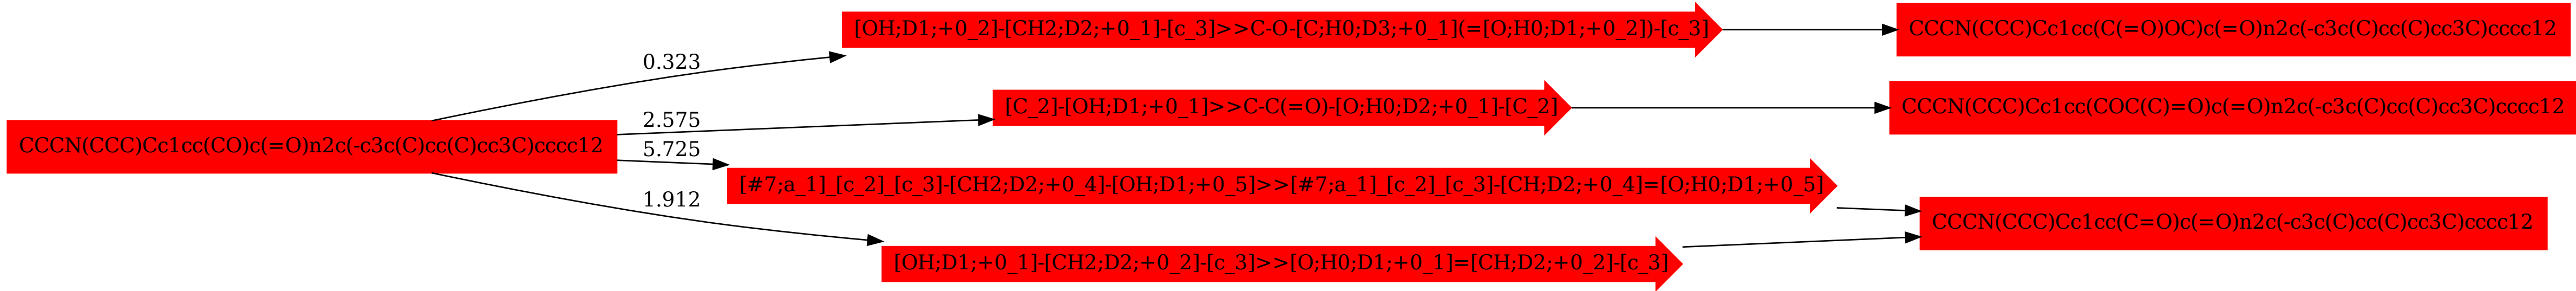 [OH;D1;+0_2]-[CH2;D2;+0_1]-[c_3]>>C-O-[C;H0;D3;+0_1](=[O;H0;D1;+0_2])-[c_3]
CCCN(CCC)Cc1cc(C(=O)OC)c(=O)n2c(-c3c(C)cc(C)cc3C)cccc12
0.323
[C_2]-[OH;D1;+0_1]>>C-C(=O)-[O;H0;D2;+0_1]-[C_2]
CCCN(CCC)Cc1cc(COC(C)=O)c(=O)n2c(-c3c(C)cc(C)cc3C)cccc12
2.575
CCCN(CCC)Cc1cc(CO)c(=O)n2c(-c3c(C)cc(C)cc3C)cccc12
5.725
[#7;a_1]_[c_2]_[c_3]-[CH2;D2;+0_4]-[OH;D1;+0_5]>>[#7;a_1]_[c_2]_[c_3]-[CH;D2;+0_4]=[O;H0;D1;+0_5]
1.912
CCCN(CCC)Cc1cc(C=O)c(=O)n2c(-c3c(C)cc(C)cc3C)cccc12
[OH;D1;+0_1]-[CH2;D2;+0_2]-[c_3]>>[O;H0;D1;+0_1]=[CH;D2;+0_2]-[c_3]